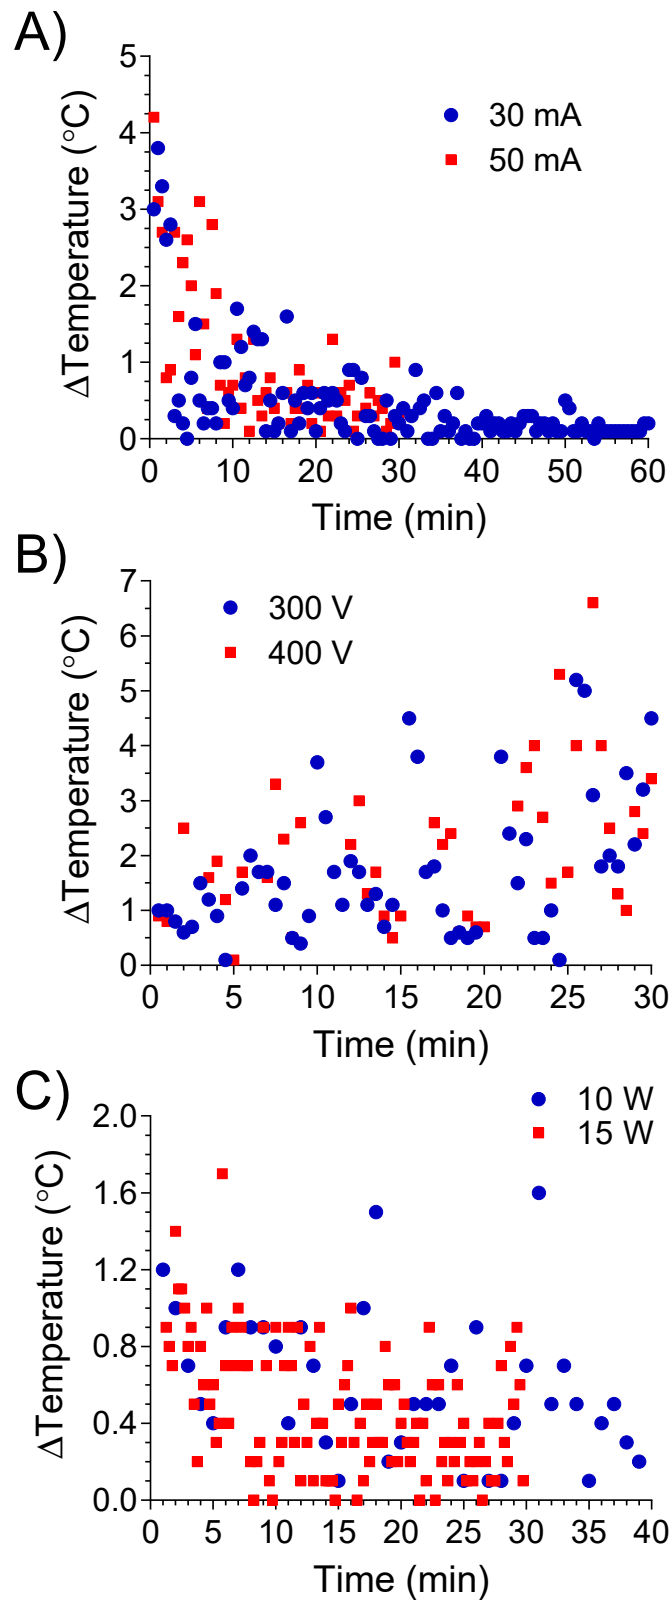 A)
ΔTemperature (°C)
5
4
3
2
1
0
30 mA
50 mA
0 10 20 30 40 50 60
Time (min)
B)
ΔTemperature (°C)
7
6
5
4
3
2
1
0
300 V
400 V
0 5 10 15 20 25 30
Time (min)
C)
ΔTemperature (°C)
2.0
1.6
1.2
0.8
0.4
0.0
10 W
15 W
0 5 10 15 20 25 30 35 40
Time (min)